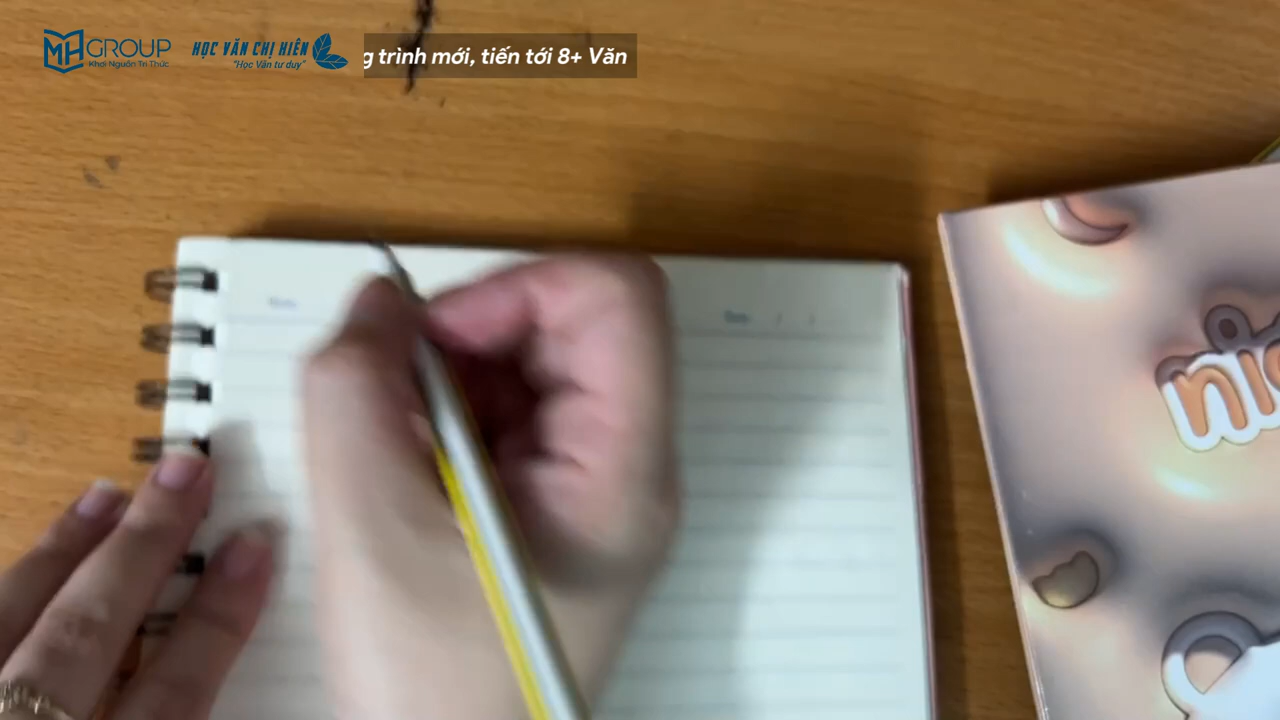 MH GROUP
Khơi Nguồn Tri Thức
HỌC VĂN CHỊ HIÊN
"Học Văn tư duy"
g trình mới, tiến tới 8+ Văn